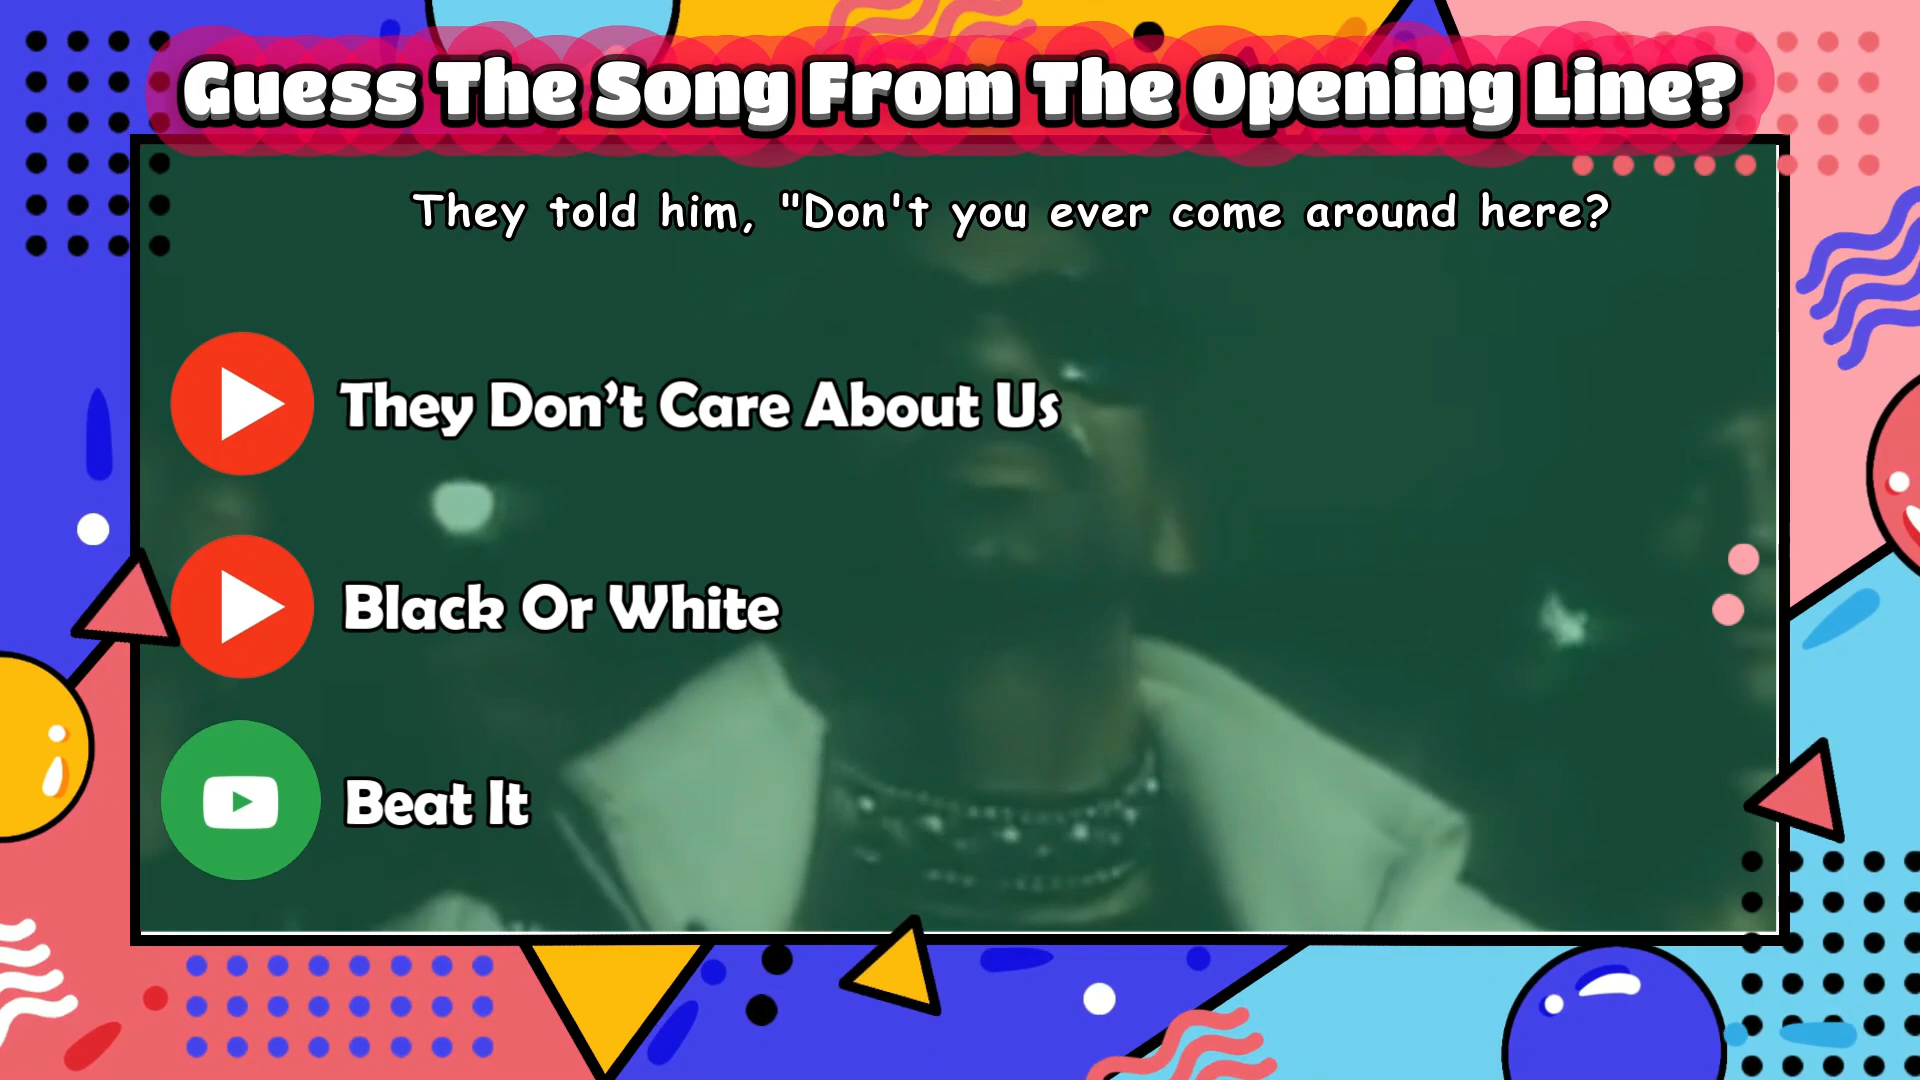 Guess The Song From The Opening Line?
They told him, "Don't you ever come around here?
They Don’t Care About Us
Black Or White
Beat It